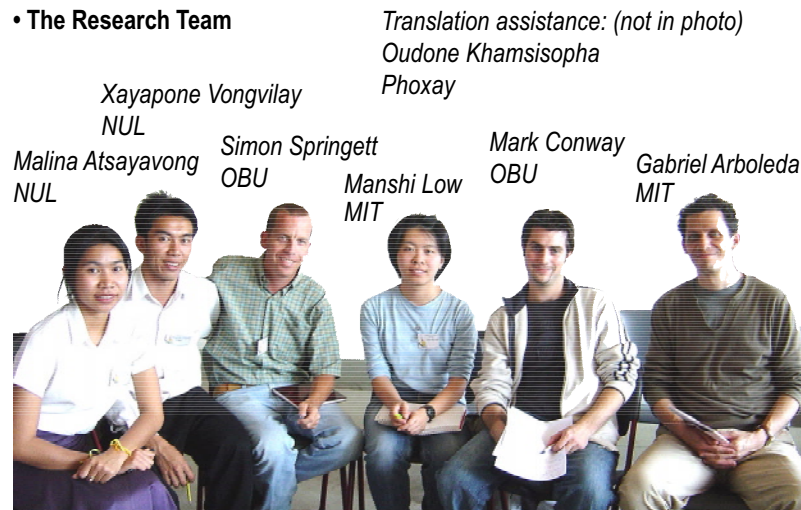 • The Research Team
Translation assistance: (not in photo)
Oudone Khamsisopha
Phoxay
Xayapone Vongvilay
NUL
Malina Atsayavong
NUL
Simon Springett
OBU
Manshi Low
MIT
Mark Conway
OBU
Gabriel Arboleda
MIT